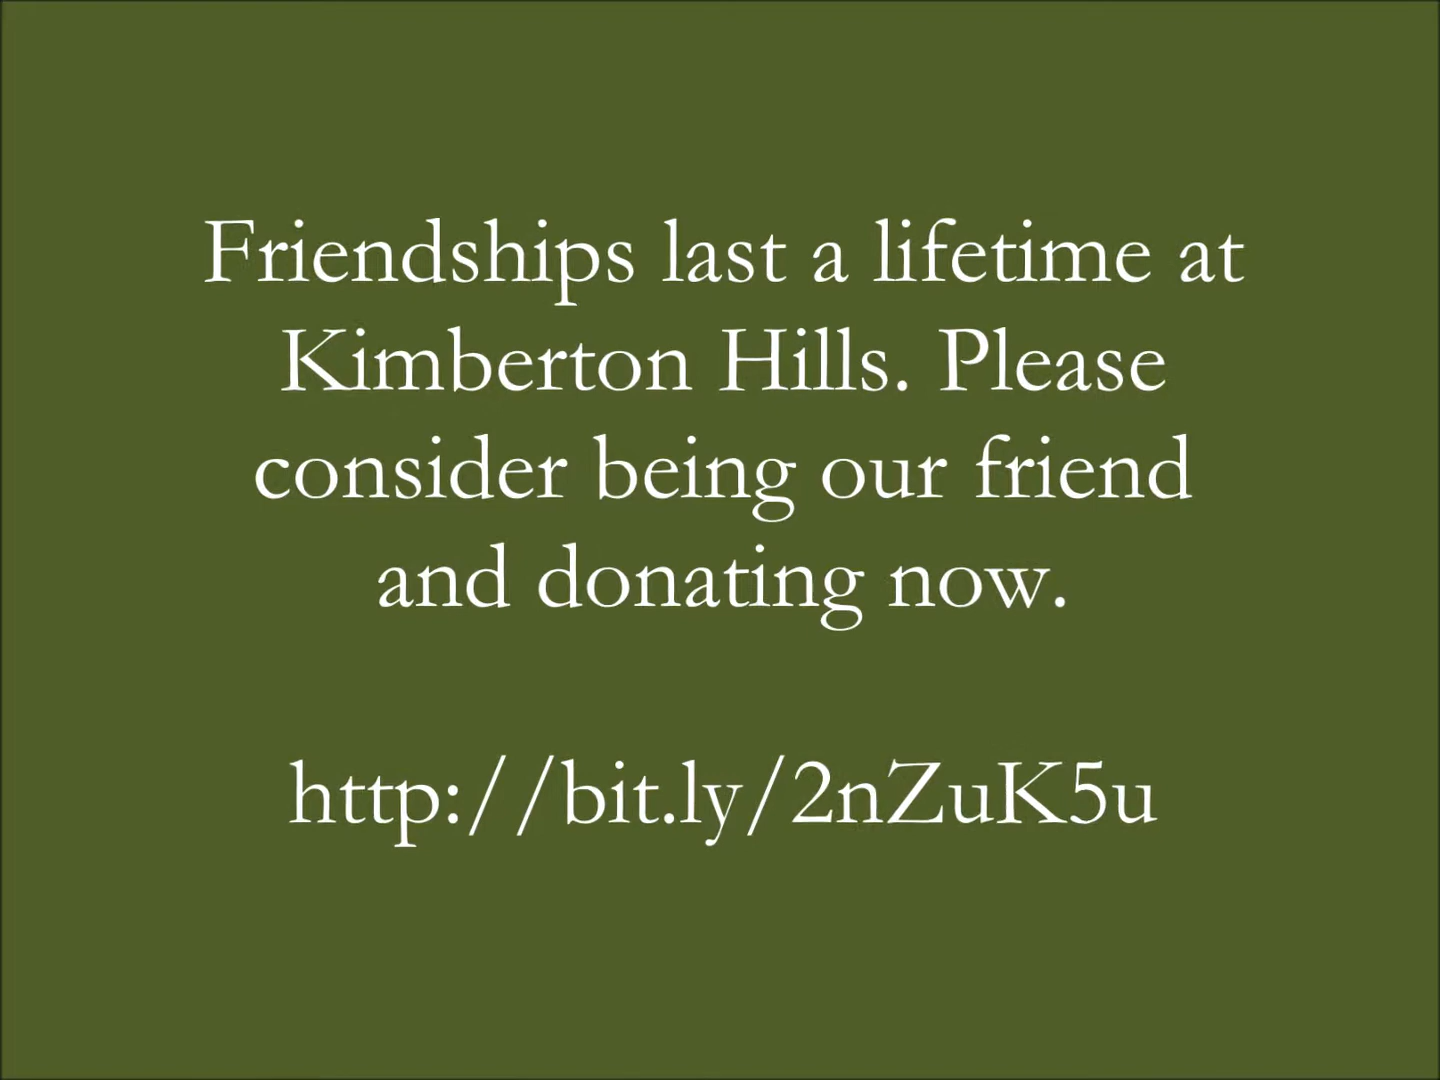 Friendships last a lifetime at
Kimberton Hills. Please
consider being our friend
and donating now.
http://bit.ly/2nZuK5u